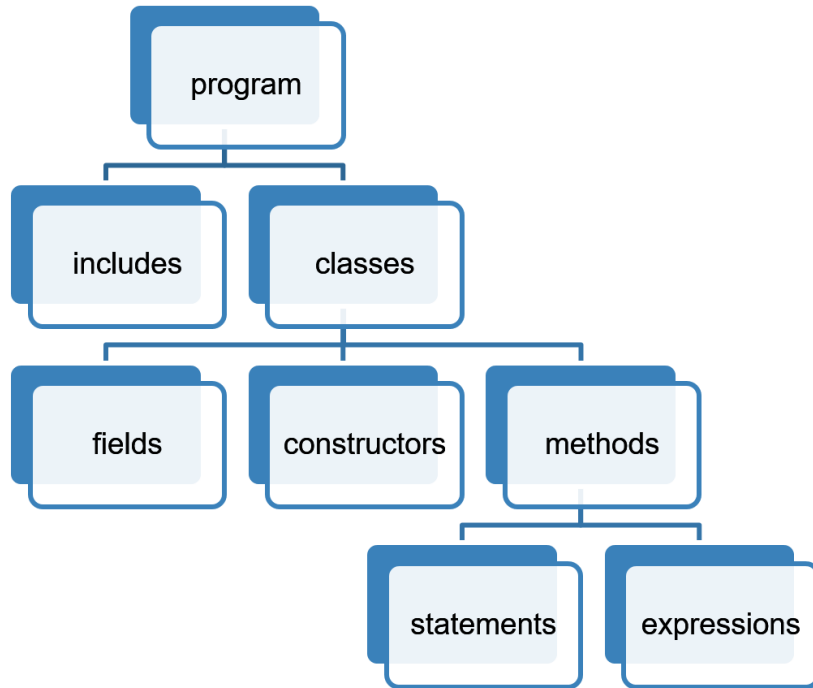 program
includes
classes
fields
constructors
methods
statements
expressions